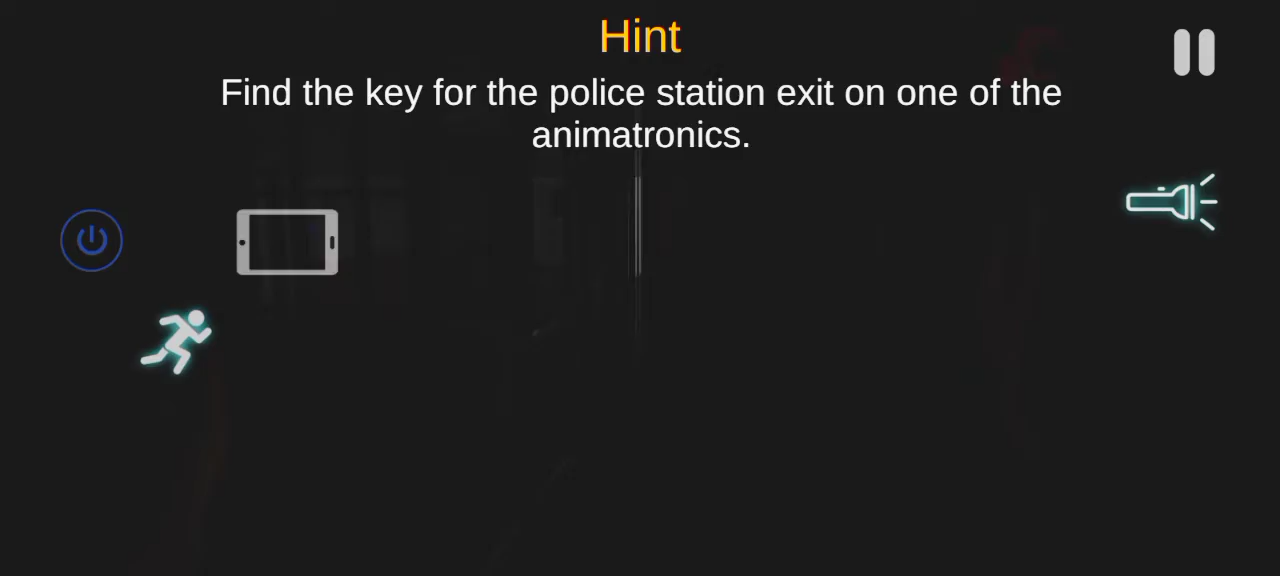 Hint
Find the key for the police station exit on one of the
animatronics.